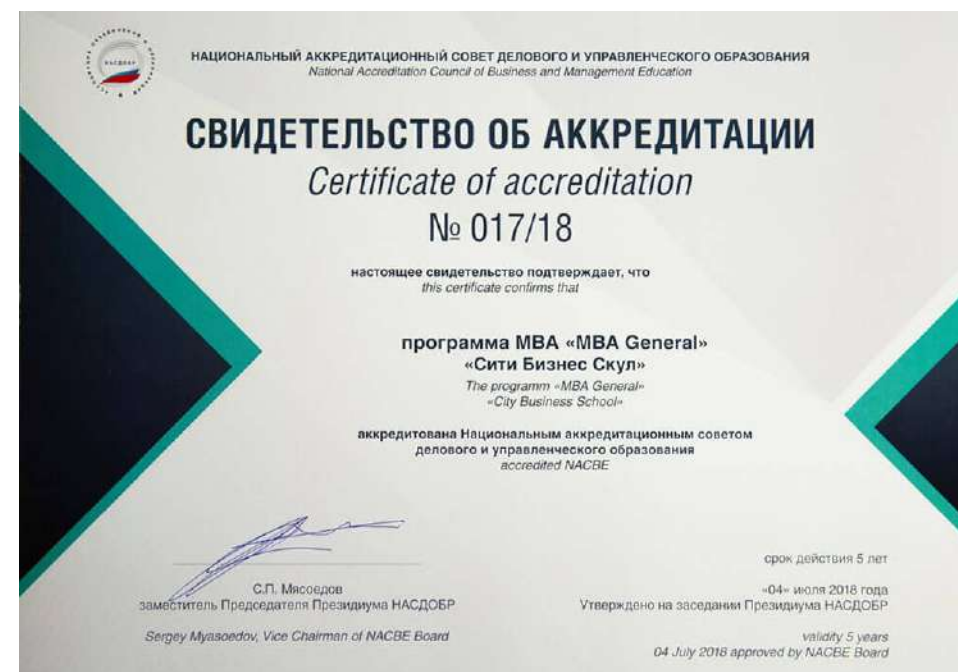 НАСДОБР
НАЦИОНАЛЬНЫЙ АККРЕДИТАЦИОННЫЙ СОВЕТ ДЕЛОВОГО И УПРАВЛЕНЧЕСКОГО ОБРАЗОВАНИЯ
National Accreditation Council of Business and Management Education
СВИДЕТЕЛЬСТВО ОБ АККРЕДИТАЦИИ
Certificate of accreditation
№ 017/18
настоящее свидетельство подтверждает, что
this certificate confirms that
программа MBA «MBA General»
«Сити Бизнес Скул»
The programm «MBA General»
«City Business School»
аккредитована Национальным аккредитационным советом
делового и управленческого образования
accredited NACBE
С.П. Мясоедов
заместитель Председателя Президиума НАСДОБР
Sergey Myasoedov, Vice Chairman of NACBE Board
срок действия 5 лет
«04» июля 2018 года
Утверждено на заседании Президиума НАСДОБР
validity 5 years
04 July 2018 approved by NACBE Board